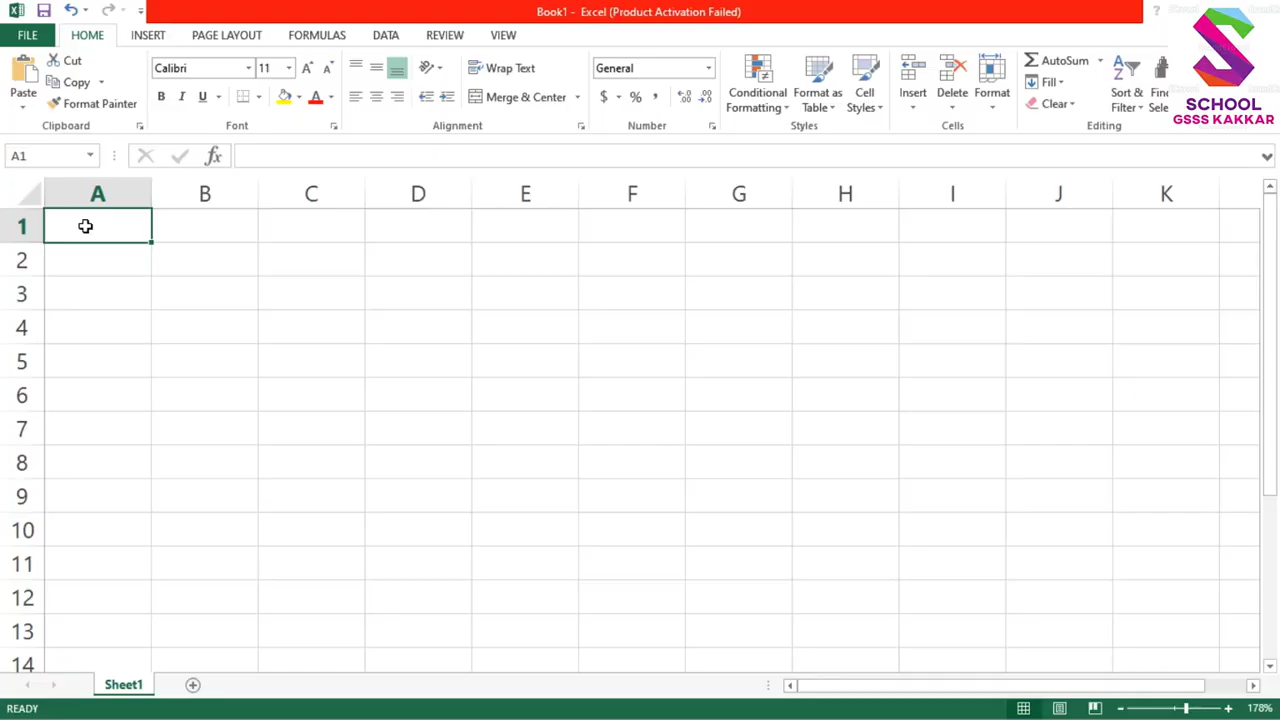 Book1 - Excel (Product Activation Failed)
?
FILE HOME INSERT PAGE LAYOUT FORMULAS DATA REVIEW VIEW
Paste
Cut
Copy
Format Painter
Clipboard
Calibri 11
B I U
Font
Wrap Text
Merge & Center
Alignment
General
$ % ,
Number
Conditional
Formatting
Format as
Table
Cell
Styles
Styles
Insert
Delete
Format
Cells
AutoSum
Fill
Clear
Sort &
Filter
Editing
SCHOOL
GSSS KAKKAR
A1
fx
A B C D E F G H I J K
1
2
3
4
5
6
7
8
9
10
11
12
13
14
Sheet1
READY
178%